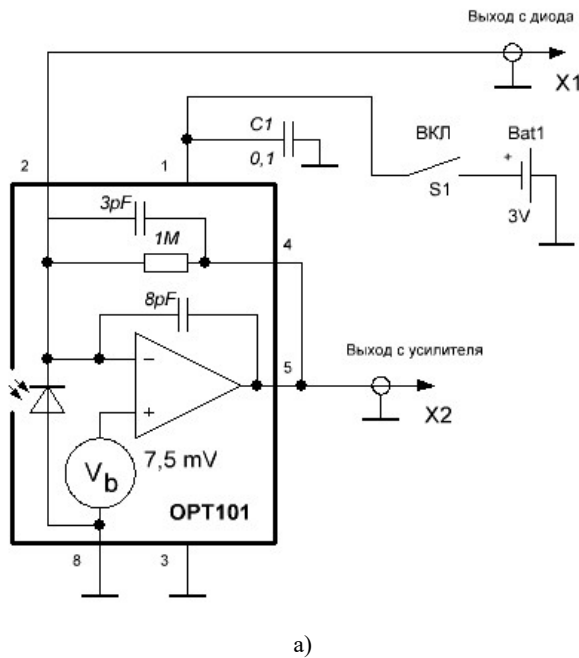 Выход с диода
X1
C1
0,1
ВКЛ
S1
Bat1
+
3V
2
1
3pF
1M
4
8pF
5
Выход с усилителя
X2
−
+
7,5 mV
Vb
OPT101
8
3
а)